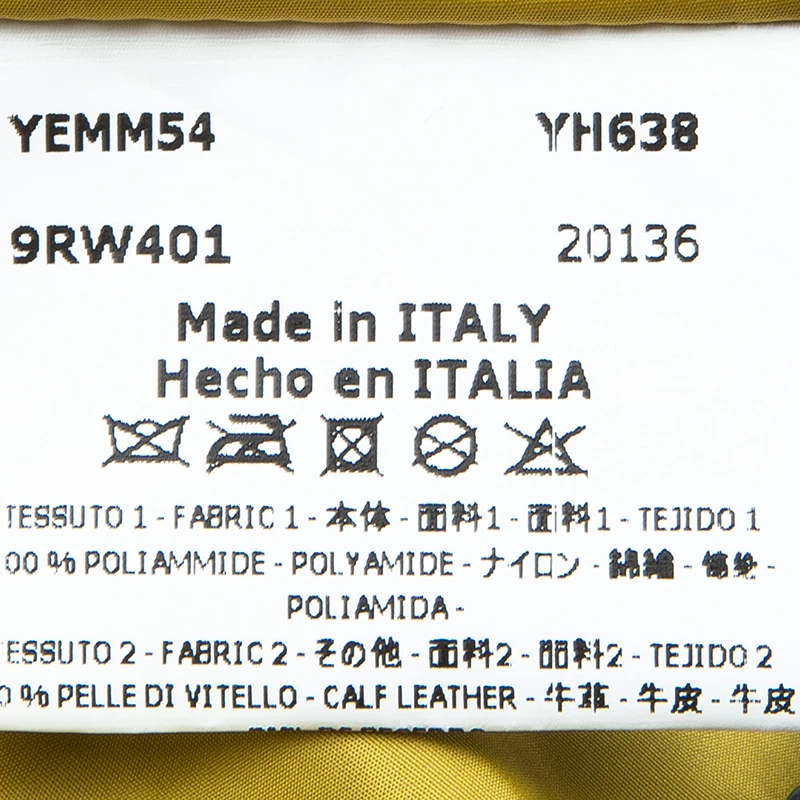 YEMM54 YH638
9RW401 20136
Made in ITALY
Hecho en ITALIA
TESSUTO 1 - FABRIC 1 - 本体 - 面料1 - 面料1 - TEJIDO 1
00 % POLIAMMIDE - POLYAMIDE - ナイロン - -
POLIAMIDA -
ESSUTO 2 - FABRIC 2 - その他 - 面料2 - 面料2 - TEJIDO 2
0 % PELLE DI VITELLO - CALF LEATHER - 牛革 - 牛皮 - 牛皮